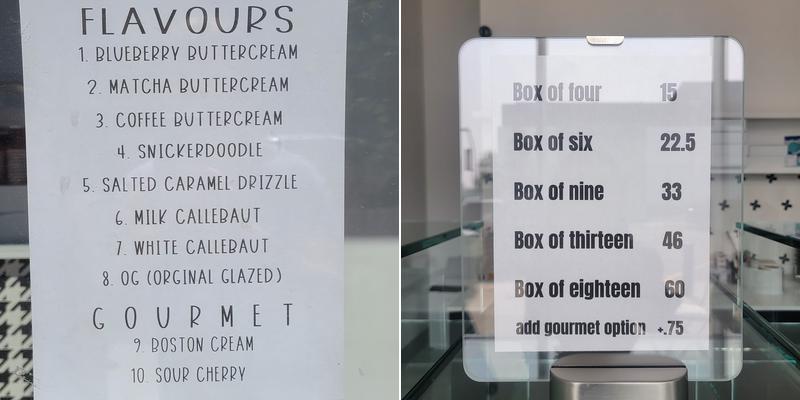 FLAVOURS
1. BLUEBERRY BUTTERCREAM
2. MATCHA BUTTERCREAM
3. COFFEE BUTTERCREAM
4. SNICKERDOODLE
5. SALTED CARAMEL DRIZZLE
6. MILK CALLEBAUT
7. WHITE CALLEBAUT
8. OG (ORGINAL GLAZED)
GOURMET
9. BOSTON CREAM
10. SOUR CHERRY
Box of four 15
Box of six 22.5
Box of nine 33
Box of thirteen 46
Box of eighteen 60
add gourmet option +.75